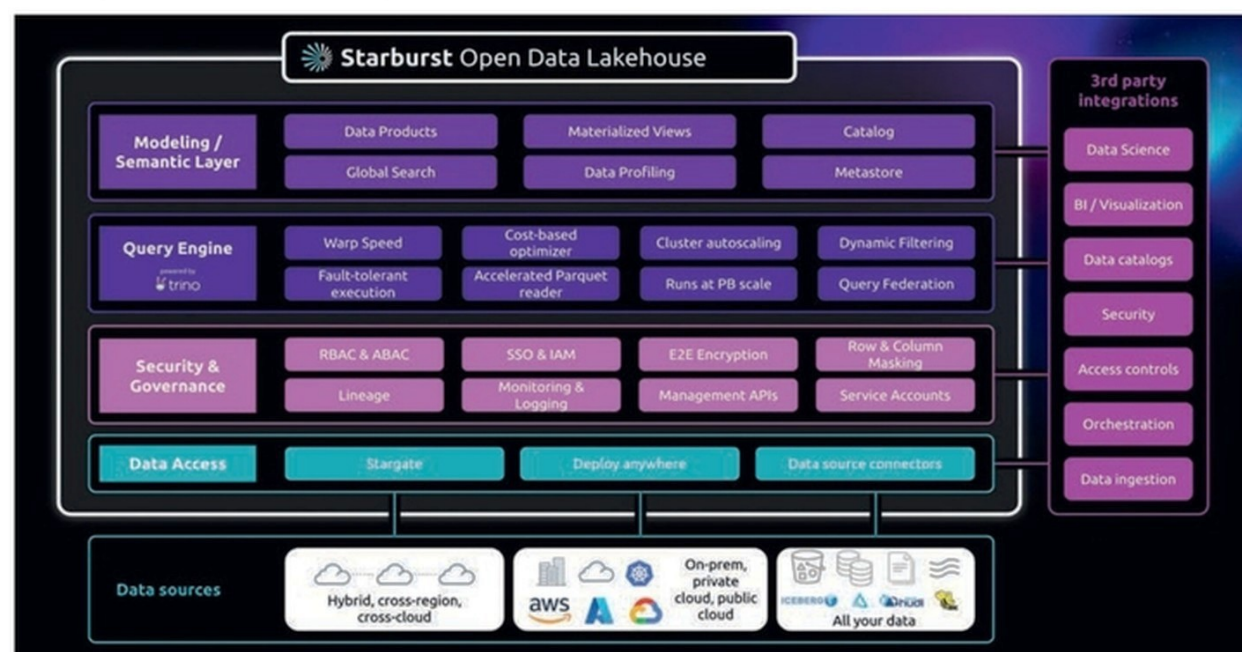 Starburst Open Data Lakehouse
3rd party
integrations
Modeling /
Semantic Layer
Data Products
Materialized Views
Catalog
Global Search
Data Profiling
Metastore
Query Engine
powered by
trino
Warp Speed
Cost-based
optimizer
Cluster autoscaling
Dynamic Filtering
Fault-tolerant
execution
Accelerated Parquet
reader
Runs at PB scale
Query Federation
Security &
Governance
RBAC & ABAC
SSO & IAM
E2E Encryption
Row & Column
Masking
Lineage
Monitoring &
Logging
Management APIs
Service Accounts
Data Access
Stargate
Deploy anywhere
Data source connectors
Data Science
BI / Visualization
Data catalogs
Security
Access controls
Orchestration
Data ingestion
Data sources
Hybrid, cross-region,
cross-cloud
aws
On-prem,
private
cloud, public
cloud
ICEBERG
hudi
All your data